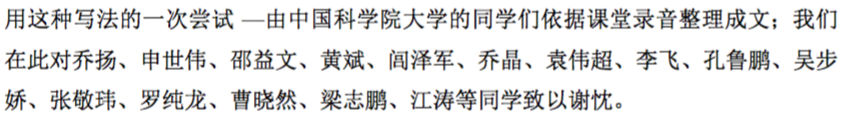 用这种写法的一次尝试 —由中国科学院大学的同学们依据课堂录音整理成文；我们
在此对乔扬、申世伟、邵益文、黄斌、闾泽军、乔晶、袁伟超、李飞、孔鲁鹏、吴步
娇、张敬玮、罗纯龙、曹晓然、梁志鹏、江涛等同学致以谢忱。